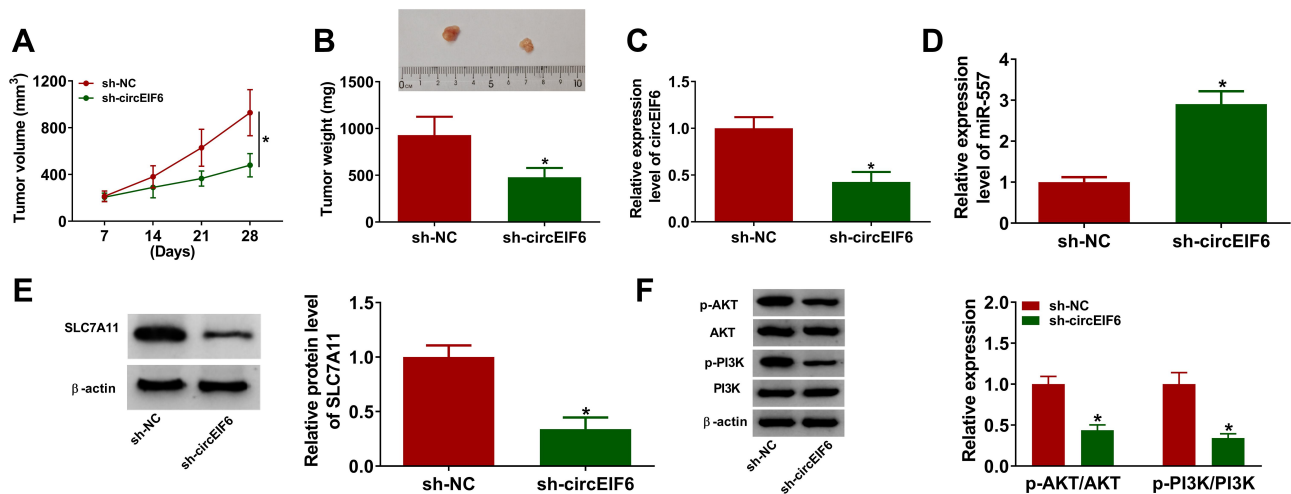 A
Tumor volume (mm3)
1200
800
400
0
sh-NC
sh-circEIF6
*
7 14 21 28
(Days)
B
0CM 1 2 3 4 5 6 7 8 9 10
Tumor weight (mg)
1500
1000
500
0
*
sh-NC sh-circEIF6
C
Relative expression
level of circEIF6
1.5
1.0
0.5
0.0
*
sh-NC sh-circEIF6
D
Relative expression
level of miR-557
4
3
2
1
0
*
sh-NC sh-circEIF6
E
SLC7A11
β-actin
sh-NC
sh-circEIF6
Relative protein level
of SLC7A11
1.5
1.0
0.5
0.0
*
sh-NC sh-circEIF6
F
p-AKT
AKT
p-PI3K
PI3K
β-actin
sh-NC
sh-circEIF6
Relative expression
2.0
1.5
1.0
0.5
0.0
sh-NC
sh-circEIF6
* *
p-AKT/AKT p-PI3K/PI3K